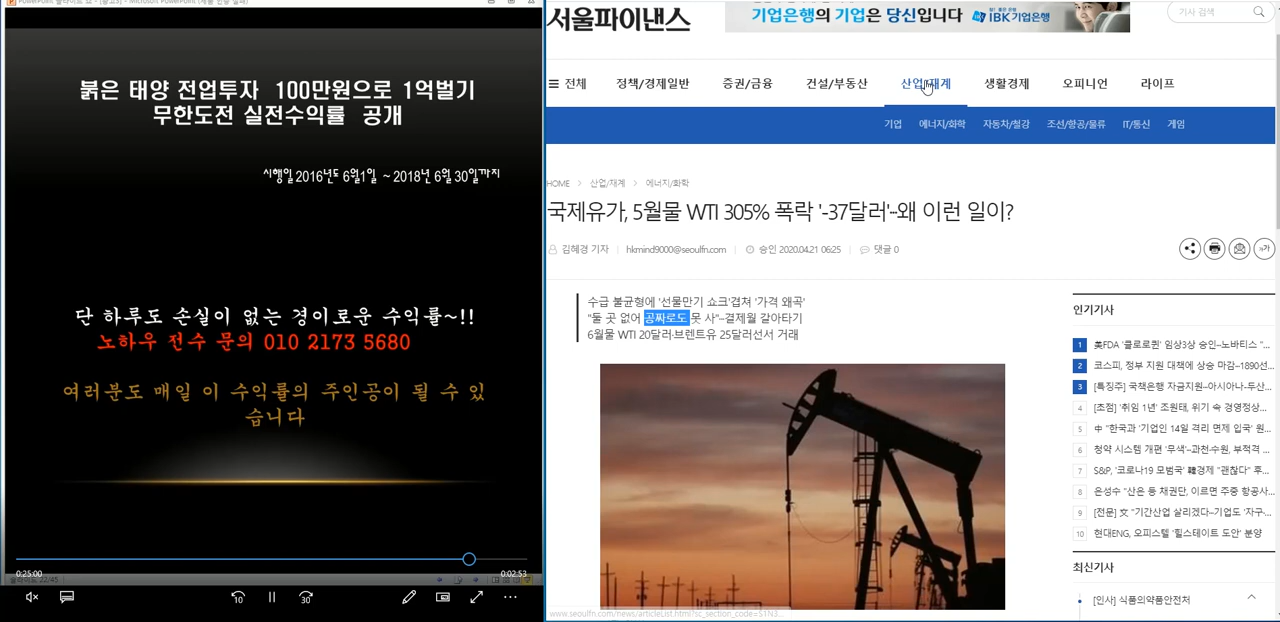 붉은 태양 전업투자 100만원으로 1억벌기
무한도전 실전수익률 공개
시행일 2016년도 6월1일 ~ 2018년 6월 30일까지
단 하루도 손실이 없는 경이로운 수익률~!!
노하우 전수 문의 010 2173 5680
여러분도 매일 이 수익률의 주인공이 될 수 있
습니다
0:25:00
0:02:53
10
30
서울파이낸스
기업은행의 기업은 당신입니다 IBK기업은행
기사 검색
전체 정책/경제일반 증권/금융 건설/부동산 산업/재계 생활경제 오피니언 라이프
기업 에너지/화학 자동차/철강 조선/항공/물류 IT/통신 게임
HOME > 산업/재계 > 에너지/화학
국제유가, 5월물 WTI 305% 폭락 '-37달러'···왜 이런 일이?
김혜경 기자 hkmind9000@seoulfn.com 승인 2020.04.21 06:25 댓글 0
가가
수급 불균형에 '선물만기 쇼크'겹쳐 '가격 왜곡'
"둘 곳 없어 공짜로도 못 사"···결제월 갈아타기
6월물 WTI 20달러·브렌트유 25달러선서 거래
인기기사
1 美FDA '클로로퀸' 임상3상 승인···노바티스 "...
2 코스피, 정부 지원 대책에 상승 마감···1890선...
3 [특징주] 국책은행 자금지원···아시아나·두산...
4 [초점] '취임 1년' 조원태, 위기 속 경영정상...
5 中 "한국과 '기업인 14일 격리 면제 입국' 원...
6 청약 시스템 개편 '무색'···과천·수원, 부적격 ...
7 S&P, '코로나19 모범국' 韓경제 "괜찮다" 후...
8 은성수 "산은 등 채권단, 이르면 주중 항공사...
9 [전문] 文 "기간산업 살리겠다···기업도 '자구·...
10 현대ENG, 오피스텔 '힐스테이트 도안' 분양
최신기사
[인사] 식품의약품안전처
www.seoulfn.com/news/articleList.html?sc_section_code=S1N3...